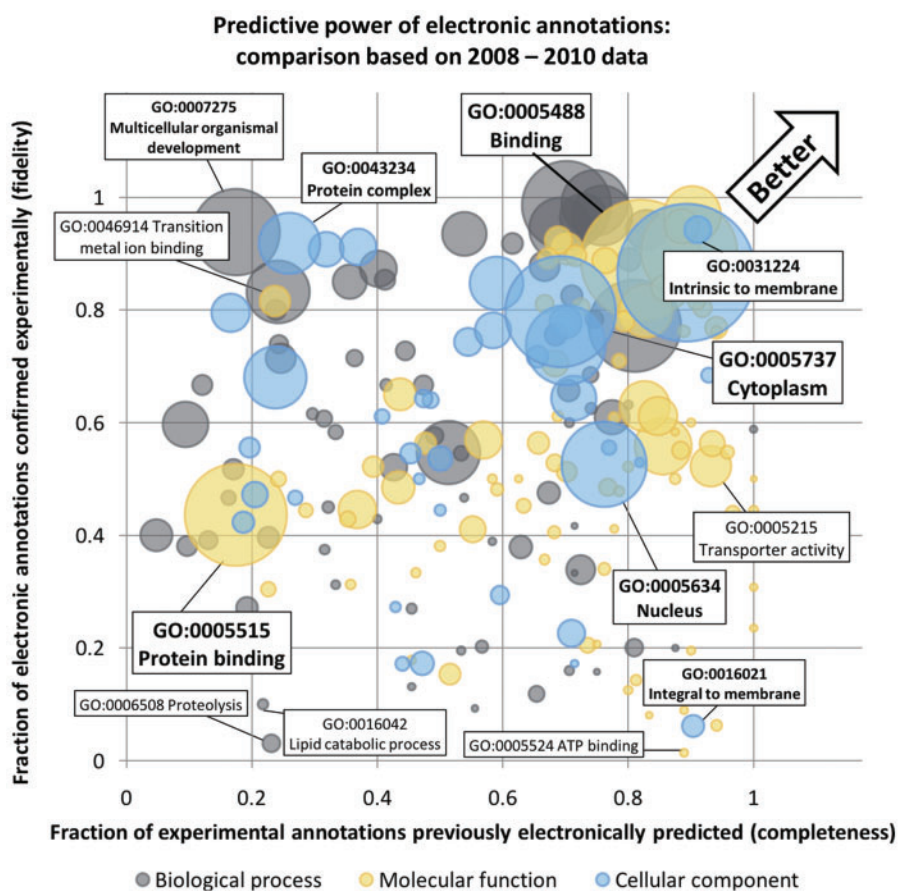 Predictive power of electronic annotations:
comparison based on 2008 – 2010 data
GO:0007275
Multicellular organismal
development
GO:0005488
Binding
Better
GO:0043234
Protein complex
GO:0046914 Transition
metal ion binding
GO:0031224
Intrinsic to membrane
GO:0005737
Cytoplasm
GO:0005215
Transporter activity
GO:0005634
Nucleus
GO:0005515
Protein binding
GO:0016021
Integral to membrane
GO:0006508 Proteolysis
GO:0016042
Lipid catabolic process
GO:0005524 ATP binding
Fraction of electronic annotations confirmed experimentally (fidelity)
1
0.8
0.6
0.4
0.2
0
0 0.2 0.4 0.6 0.8 1
Fraction of experimental annotations previously electronically predicted (completeness)
Biological process Molecular function Cellular component